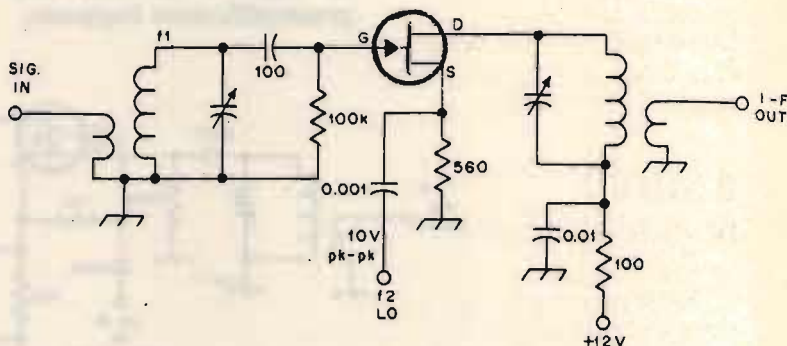 SIG.
IN
f1
100
100k
G
D
S
0.001
560
10V
pk-pk
f2
LO
0.01
100
+12V
I-F
OUT